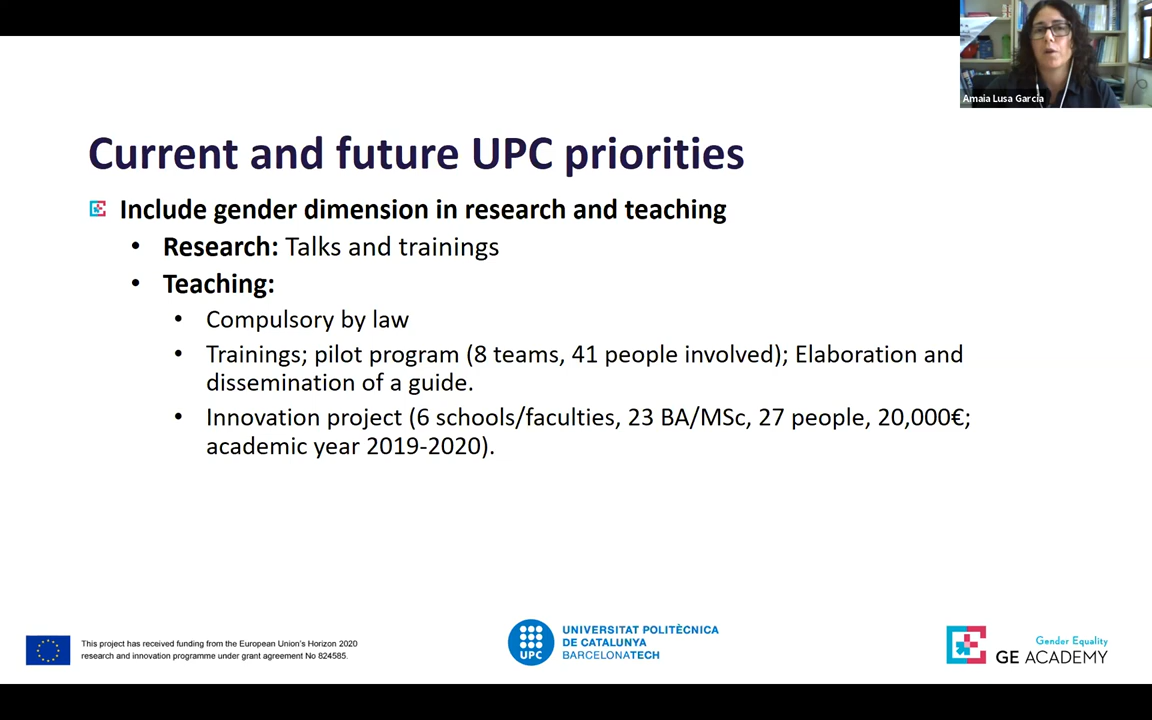 Amaia Lusa García
Current and future UPC priorities
Include gender dimension in research and teaching
• Research: Talks and trainings
• Teaching:
• Compulsory by law
• Trainings; pilot program (8 teams, 41 people involved); Elaboration and
dissemination of a guide.
• Innovation project (6 schools/faculties, 23 BA/MSc, 27 people, 20,000€;
academic year 2019-2020).
This project has received funding from the European Union's Horizon 2020
research and innovation programme under grant agreement No 824585.
UPC
UNIVERSITAT POLITÈCNICA
DE CATALUNYA
BARCELONATECH
Gender Equality
GE ACADEMY